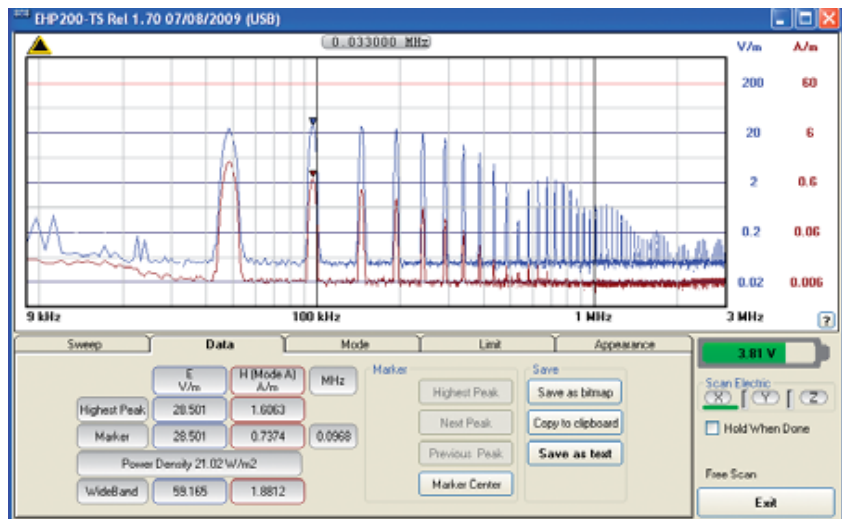 EHP200-TS Rel 1.70 07/08/2009 (USB)
0.033000 MHz
V/m A/m
200 60
20 6
2 0.6
0.2 0.06
0.02 0.006
9 kHz 100 kHz 1 MHz 3 MHz ?
Sweep Data Mode Limit Appearance
3.81 V
E V/m H (Mode A) A/m MHz
Marker
Save
Highest Peak 28.501 1.6063
Marker 28.501 0.7374 0.0968
Power Density 21.02 W/m2
WideBand 59.165 1.8812
Highest Peak
Next Peak
Previous Peak
Marker Center
Save as bitmap
Copy to clipboard
Save as text
Scan Electric
X Y Z
Hold When Done
Free Scan
Exit